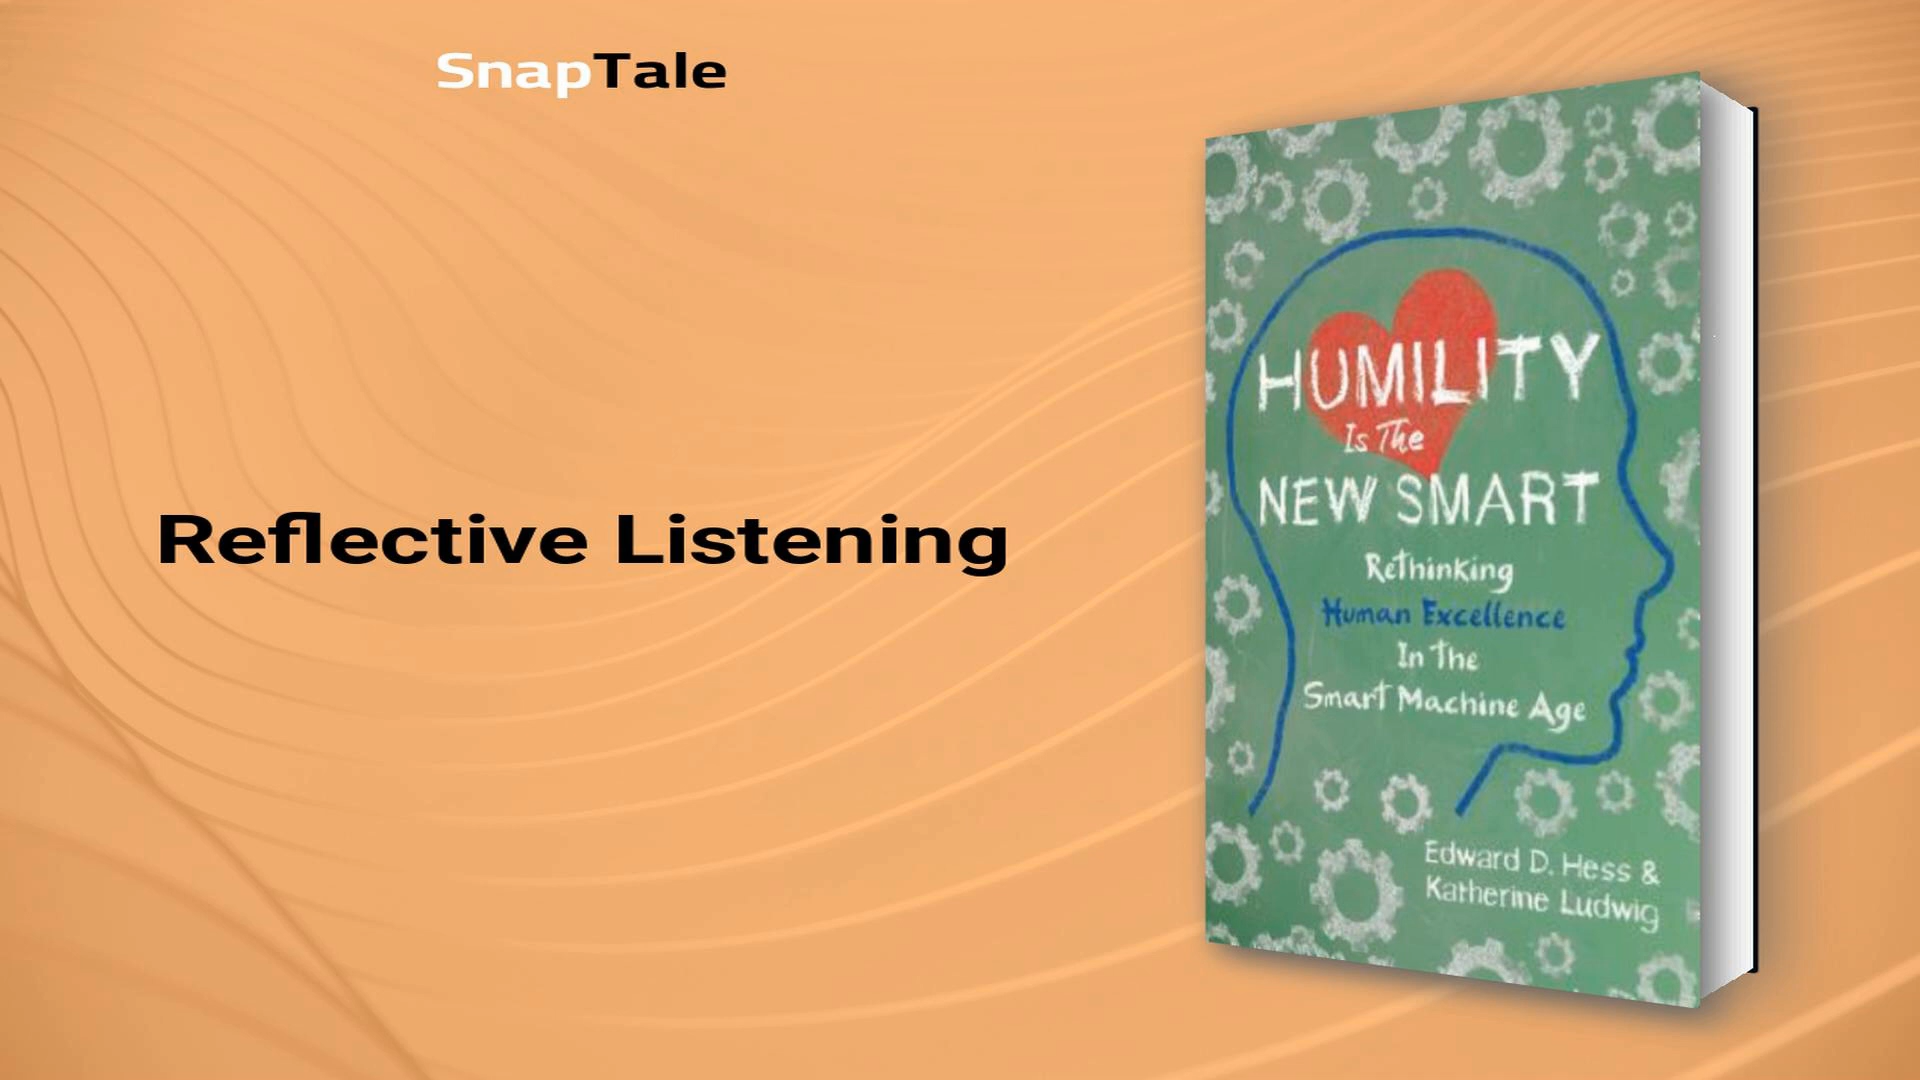 SnapTale
Reflective Listening
HUMILITY
Is The
NEW SMART
Rethinking
Human Excellence
In The
Smart Machine Age
Edward D. Hess &
Katherine Ludwig